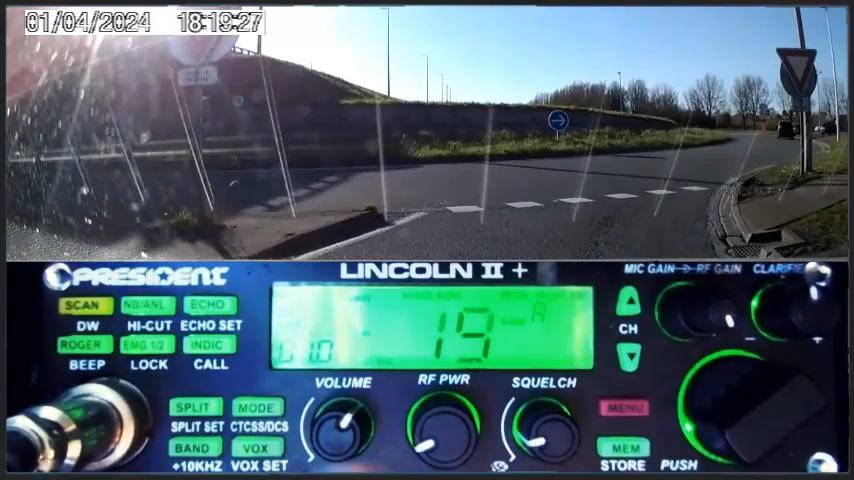 01/04/2024 18:19:27
PRESIDENT LINCOLN II + MIC GAIN RF GAIN
SCAN NB/ANL ECHO
DW HI-CUT ECHO SET
ROGER EMG 1/2 INDIC
BEEP LOCK CALL
19 A
CH
VOLUME RF PWR SQUELCH
SPLIT MODE
MENU
SPLIT SET CTCSS/DCS
BAND VOX
MEM
+10KHZ VOX SET
STORE PUSH